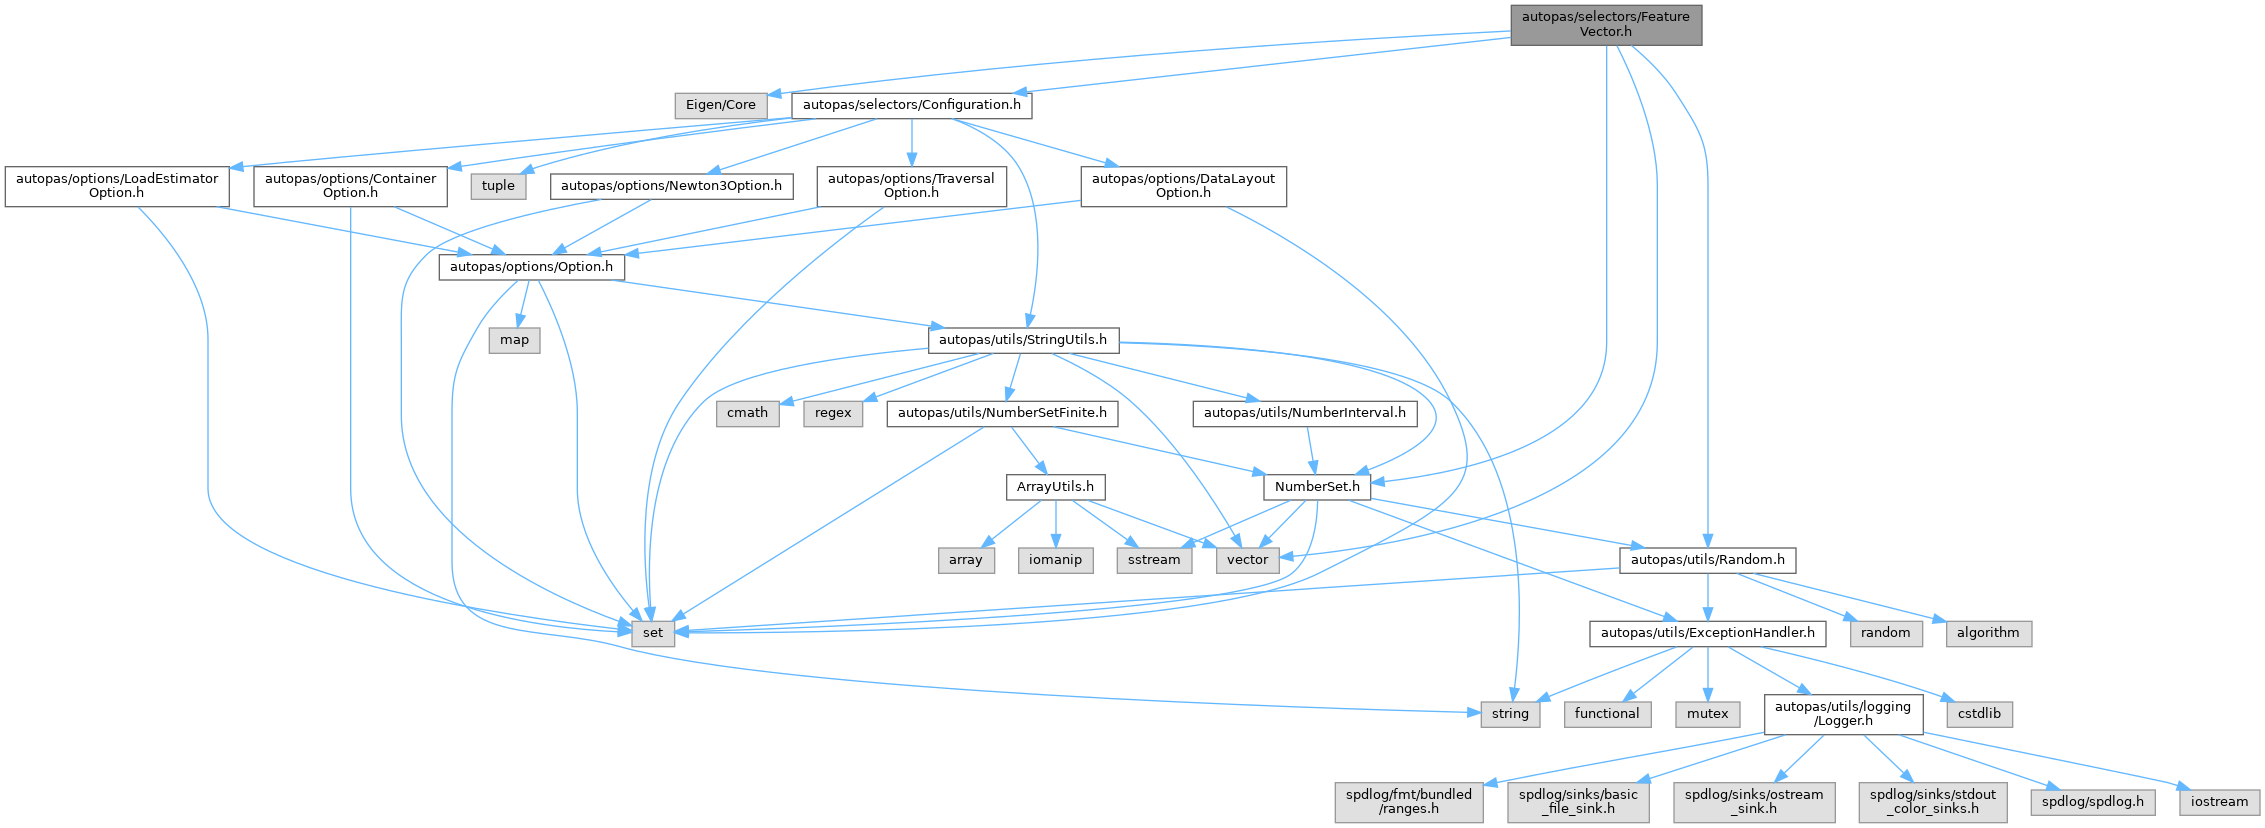 autopas/selectors/Feature
Vector.h
Eigen/Core
autopas/selectors/Configuration.h
autopas/options/LoadEstimator
Option.h
autopas/options/Container
Option.h
tuple
autopas/options/Newton3Option.h
autopas/options/Traversal
Option.h
autopas/options/DataLayout
Option.h
autopas/options/Option.h
map
autopas/utils/StringUtils.h
cmath
regex
autopas/utils/NumberSetFinite.h
autopas/utils/NumberInterval.h
ArrayUtils.h
NumberSet.h
array
iomanip
sstream
vector
autopas/utils/Random.h
set
autopas/utils/ExceptionHandler.h
random
algorithm
string
functional
mutex
autopas/utils/logging
/Logger.h
cstdlib
spdlog/fmt/bundled
/ranges.h
spdlog/sinks/basic
_file_sink.h
spdlog/sinks/ostream
_sink.h
spdlog/sinks/stdout
_color_sinks.h
spdlog/spdlog.h
iostream